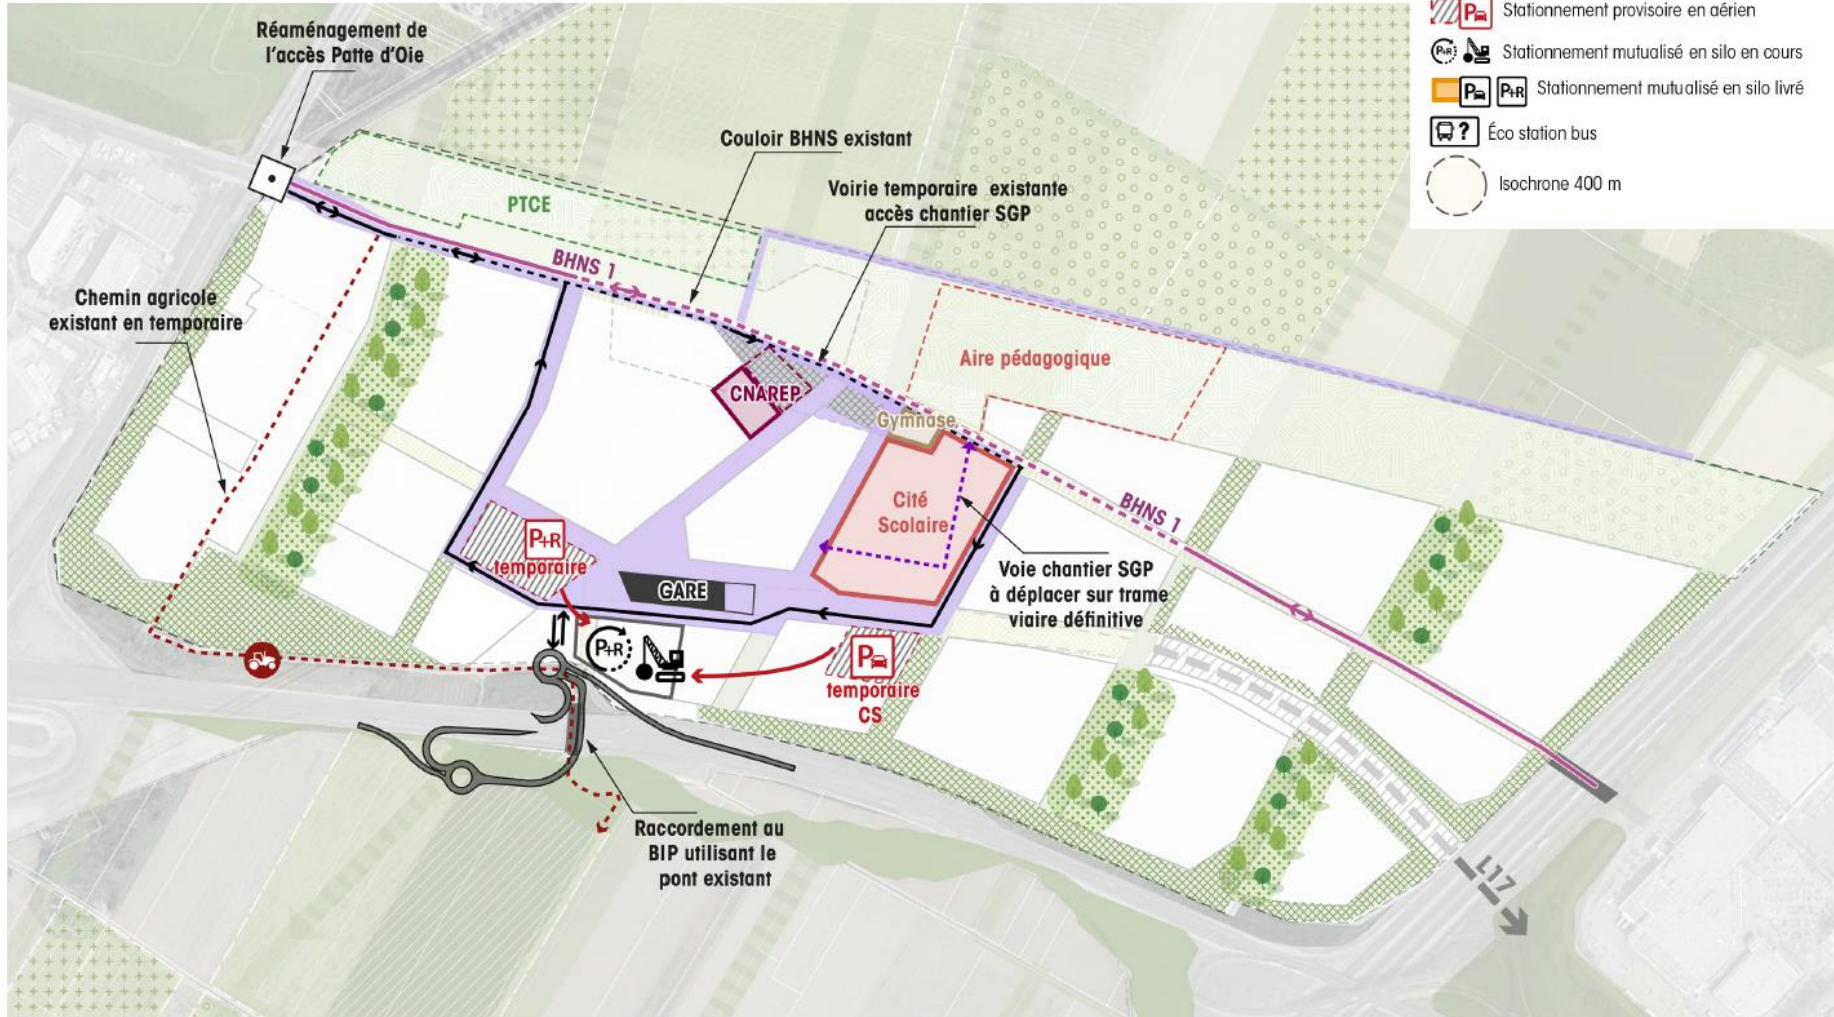 Stationnement provisoire en aérien
P+R
Stationnement mutualisé en silo en cours
P
P+R
Stationnement mutualisé en silo livré
?
Éco station bus
Isochrone 400 m
Réaménagement de
l'accès Patte d'Oie
Couloir BHNS existant
Voirie temporaire existante
accès chantier SGP
PTCE
BHNS 1
Chemin agricole
existant en temporaire
Aire pédagogique
CNAREP
Gymnase
Cité
Scolaire
BHNS 1
P+R
temporaire
GARE
Voie chantier SGP
à déplacer sur trame
viaire définitive
P+R
P
temporaire
CS
Raccordement au
BIP utilisant le
pont existant
L17